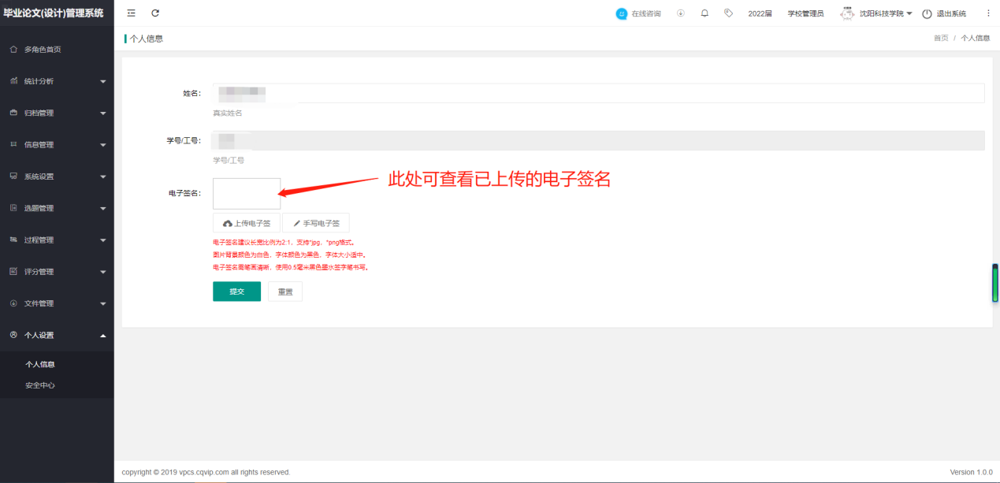 毕业论文(设计)管理系统
在线咨询
2022届
学校管理员
沈阳科技学院
退出系统
个人信息
首页 / 个人信息
多角色首页
统计分析
归档管理
信息管理
系统设置
选题管理
过程管理
评分管理
文件管理
个人设置
个人信息
安全中心
姓名:
真实姓名
学号/工号:
学号/工号
电子签名:
此处可查看已上传的电子签名
上传电子签
手写电子签
电子签名建议长宽比例为2:1，支持*jpg，*png格式。
图片背景颜色为白色，字体颜色为黑色，字体大小适中。
电子签名需笔画清晰，使用0.5毫米黑色墨水签字笔书写。
提交
重置
copyright © 2019 vpcs.cqvip.com all rights reserved.
Version 1.0.0